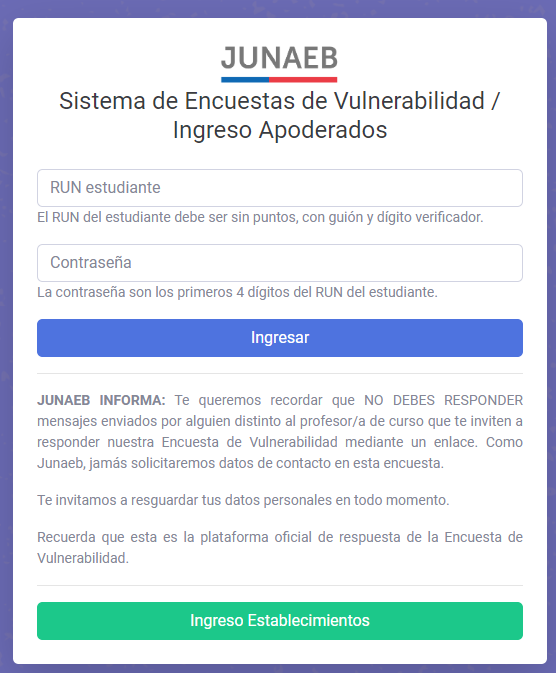 JUNAEB
Sistema de Encuestas de Vulnerabilidad /
Ingreso Apoderados
RUN estudiante
El RUN del estudiante debe ser sin puntos, con guión y dígito verificador.
Contraseña
La contraseña son los primeros 4 dígitos del RUN del estudiante.
Ingresar
JUNAEB INFORMA: Te queremos recordar que NO DEBES RESPONDER
mensajes enviados por alguien distinto al profesor/a de curso que te inviten a
responder nuestra Encuesta de Vulnerabilidad mediante un enlace. Como
Junaeb, jamás solicitaremos datos de contacto en esta encuesta.
Te invitamos a resguardar tus datos personales en todo momento.
Recuerda que esta es la plataforma oficial de respuesta de la Encuesta de
Vulnerabilidad.
Ingreso Establecimientos